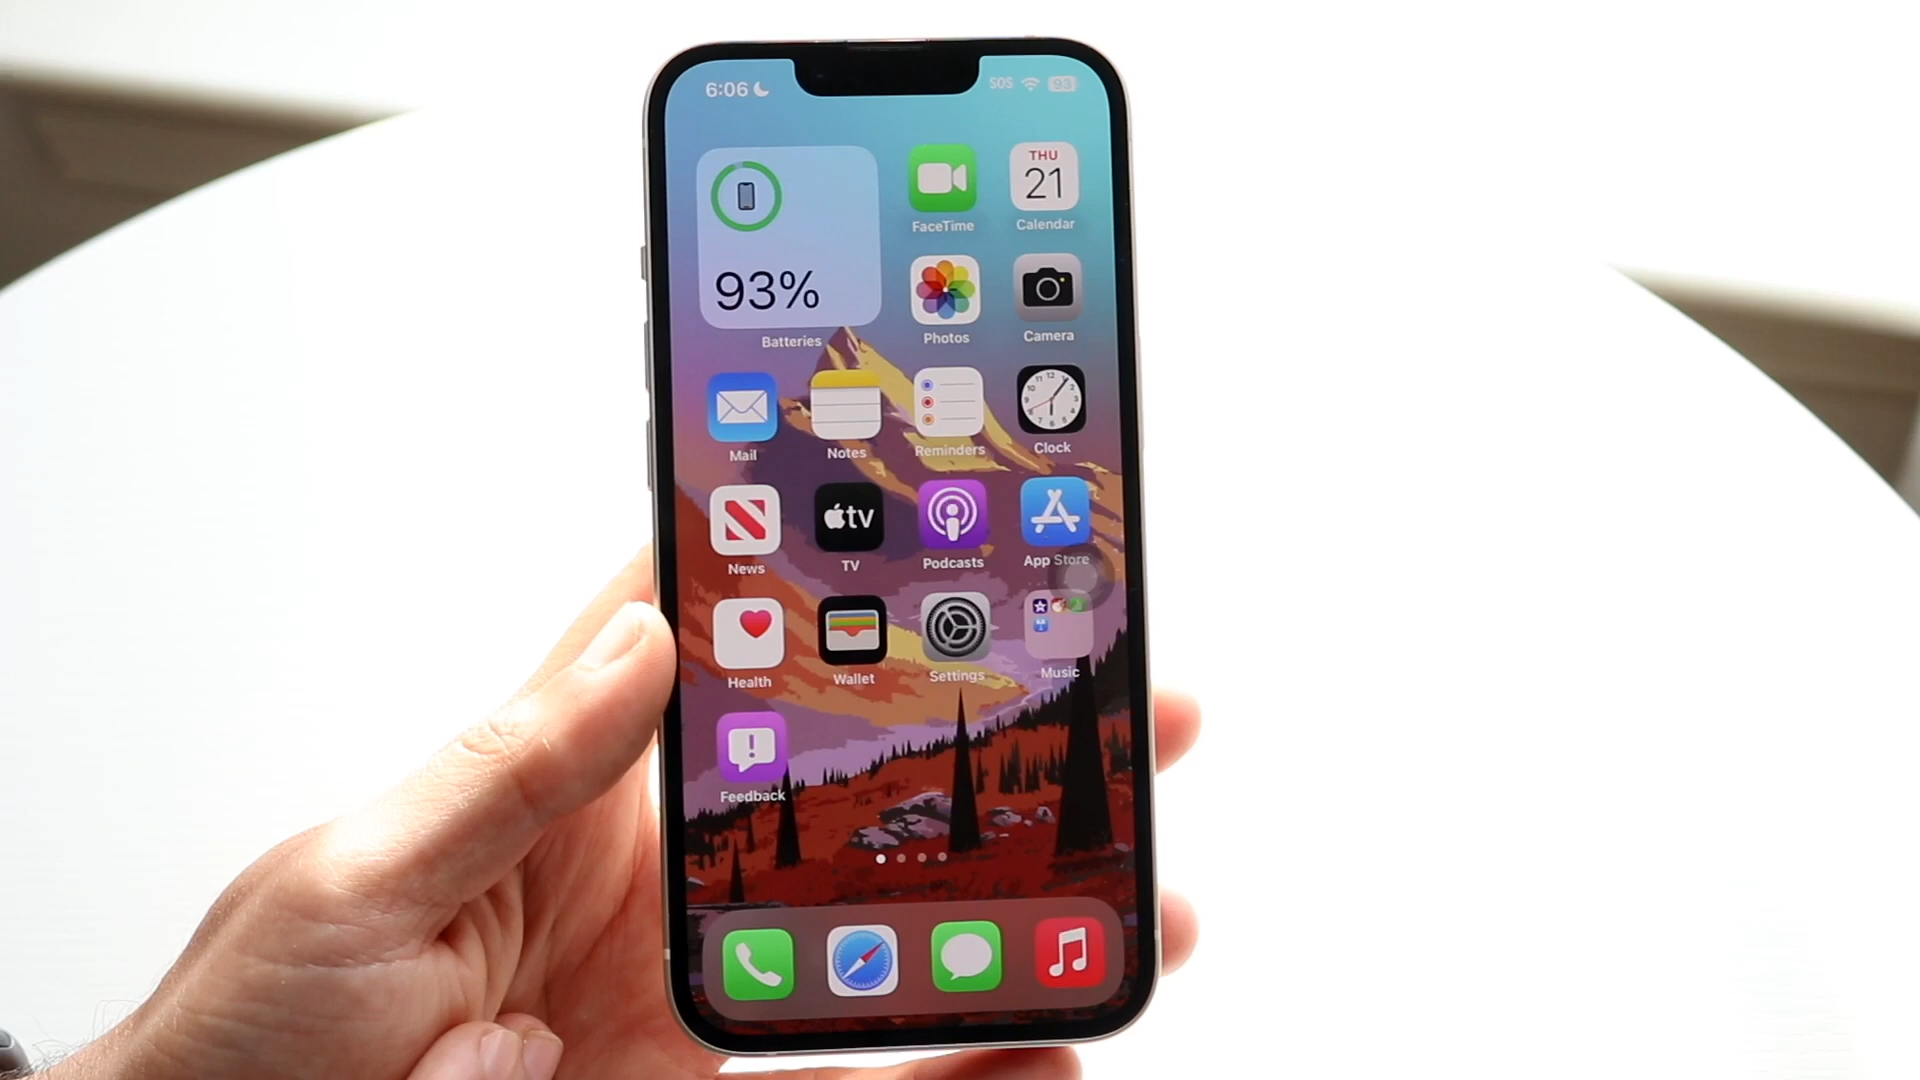 6:06
SOS 93
THU
21
FaceTime
Calendar
93%
Batteries
Photos
Camera
Mail
Notes
Reminders
Clock
tv
News
TV
Podcasts
App Store
Health
Wallet
Settings
Music
Feedback